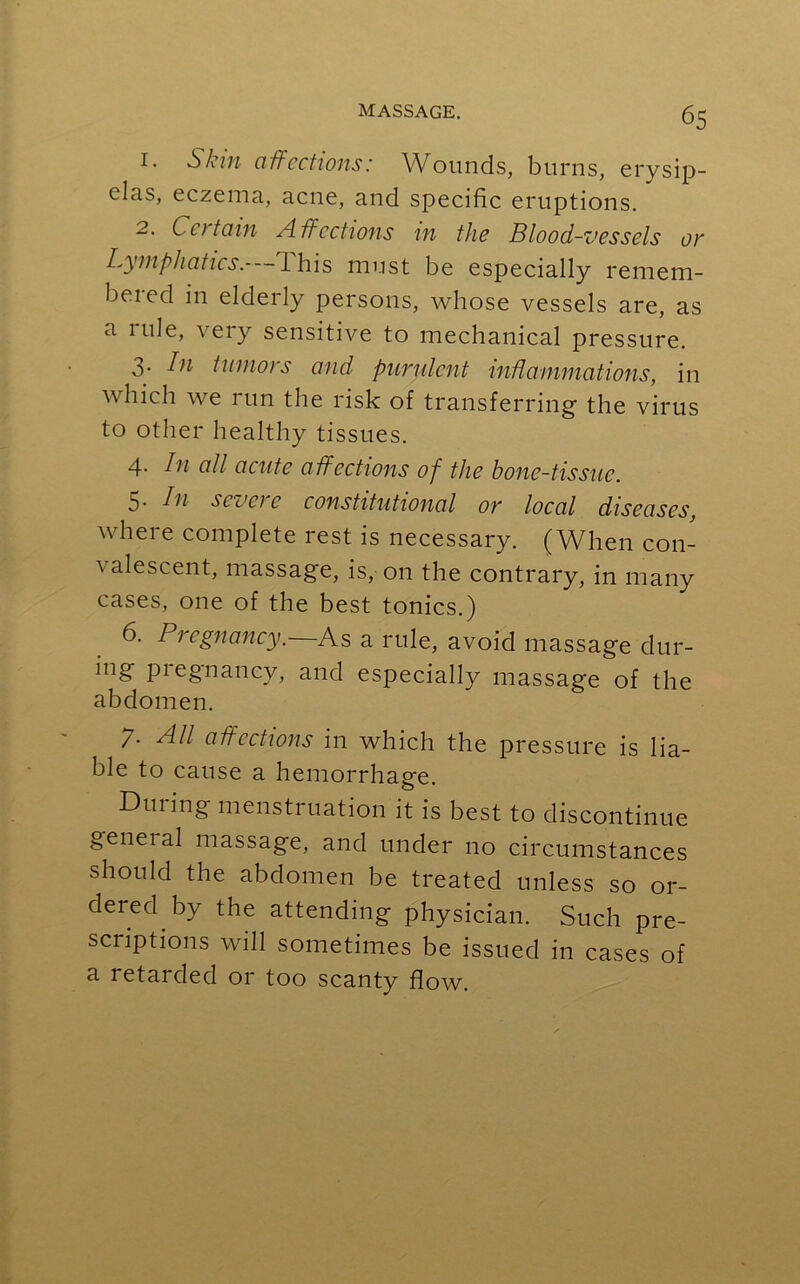 MASSAGE. 65
1. Skin affections: Wounds, burns, erysip-
elas, eczema, acne, and specific eruptions.
2. Certain Affections in the Blood-vessels or
Lymphatics.—This must be especially remem-
bered in elderly persons, whose vessels are, as
a rule, very sensitive to mechanical pressure.
3. In tumors and purulent inflammations, in
which we run the risk of transferring the virus
to other healthy tissues.
4. In all acute affections of the bone-tissue.
5. In severe constitutional or local diseases,
where complete rest is necessary. (When con-
valescent, massage, is, on the contrary, in many
cases, one of the best tonics.)
6. Pregnancy.—As a rule, avoid massage dur-
ing pregnancy, and especially massage of the
abdomen.
7. All affections in which the pressure is lia-
ble to cause a hemorrhage.
During menstruation it is best to discontinue
general massage, and under no circumstances
should the abdomen be treated unless so or-
dered by the attending physician. Such pre-
scriptions will sometimes be issued in cases of
a retarded or too scanty flow.